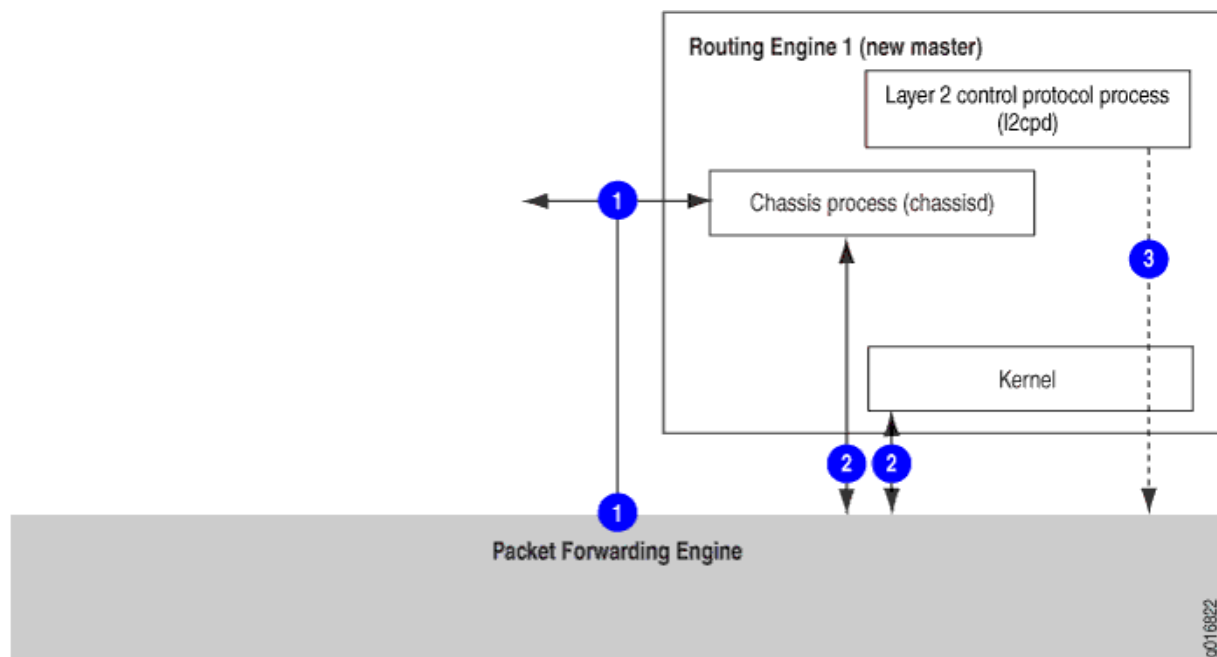 Routing Engine 1 (new master)
Layer 2 control protocol process
(l2cpd)
1
Chassis process (chassisd)
3
Kernel
2
2
1
Packet Forwarding Engine
g016822